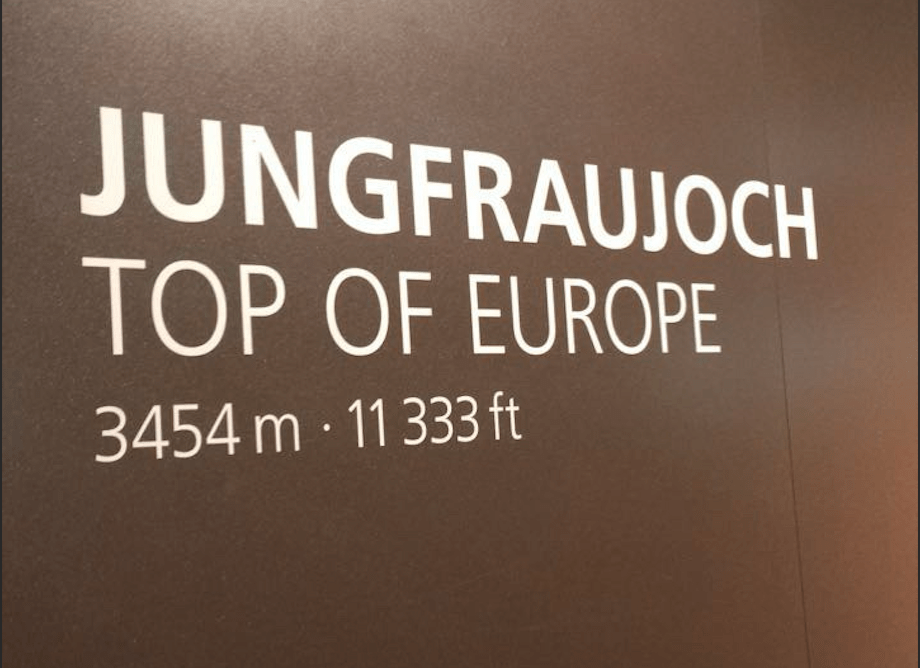 JUNGFRAUJOCH
TOP OF EUROPE
3454 m · 11 333 ft